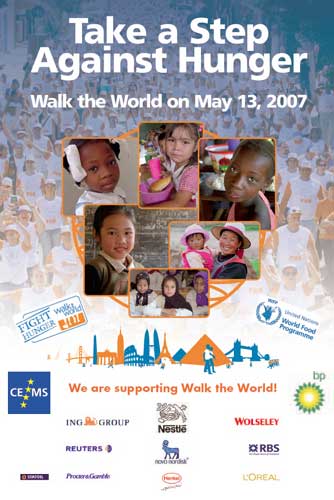 Take a Step
Against Hunger
Walk the World on May 13, 2007
FIGHT
HUNGER
walk the
world
WFP
United Nations
World Food
Programme
We are supporting Walk the World!
CEMS
bp
ING GROUP
Nestlé
WOLSELEY
REUTERS
novo nordisk
RBS
STATOIL
Procter&Gamble
Henkel
L'ORÉAL